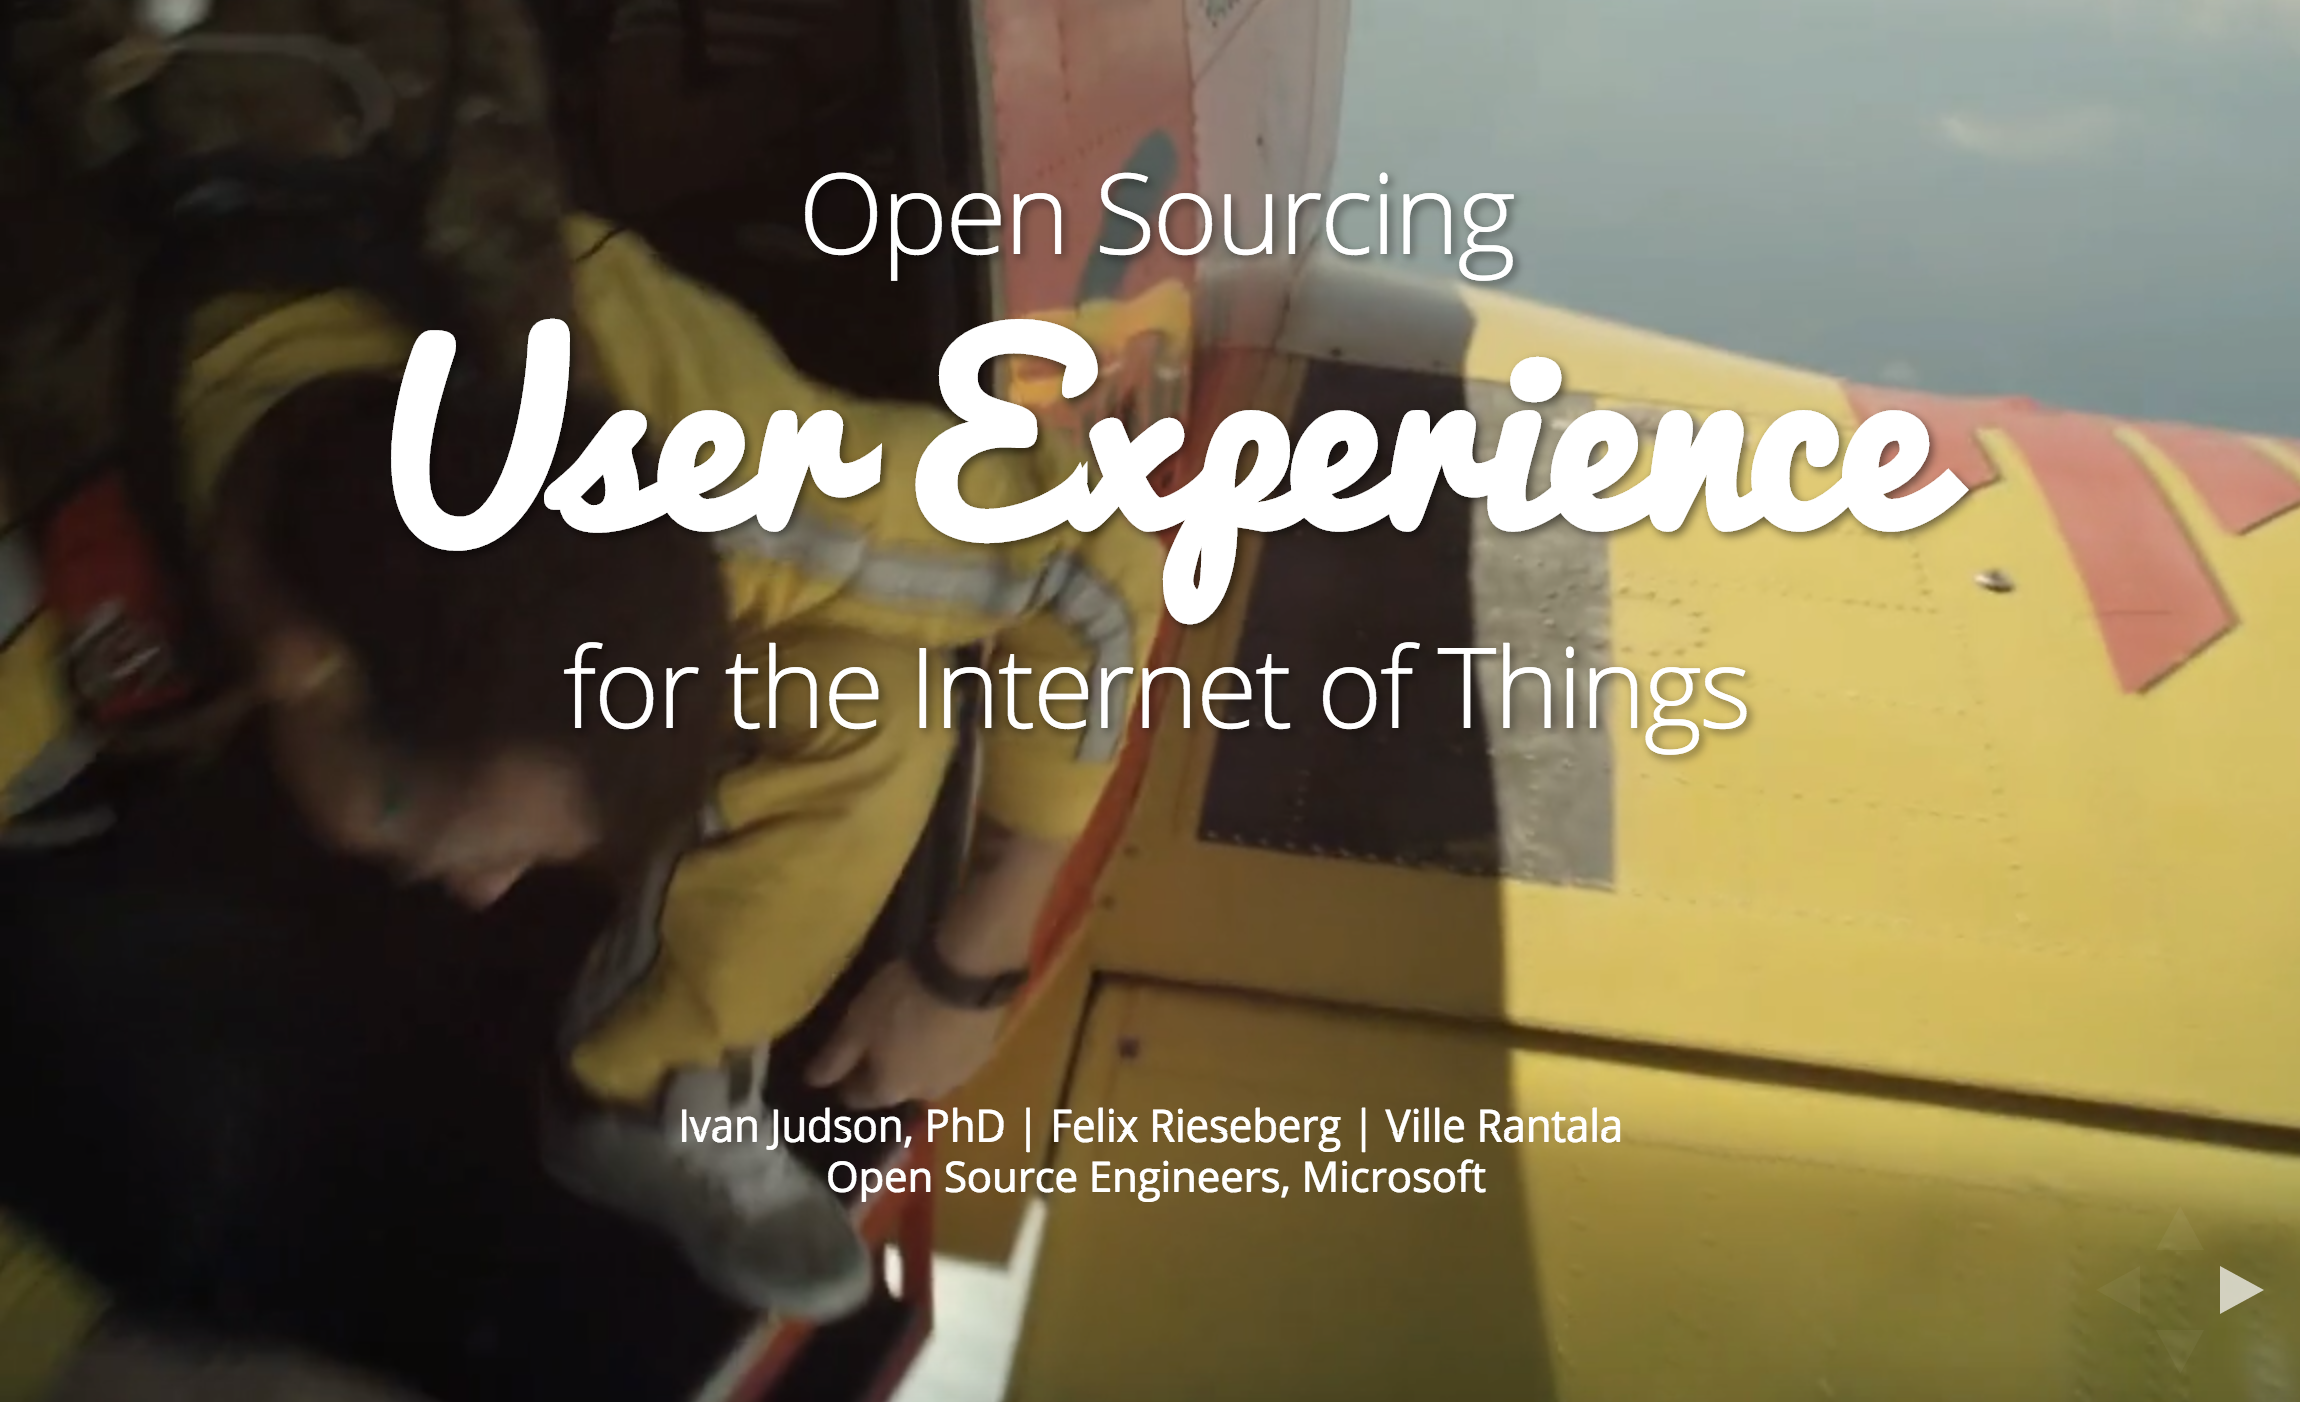 Open Sourcing
User Experience
for the Internet of Things
Ivan Judson, PhD | Felix Rieseberg | Ville Rantala
Open Source Engineers, Microsoft